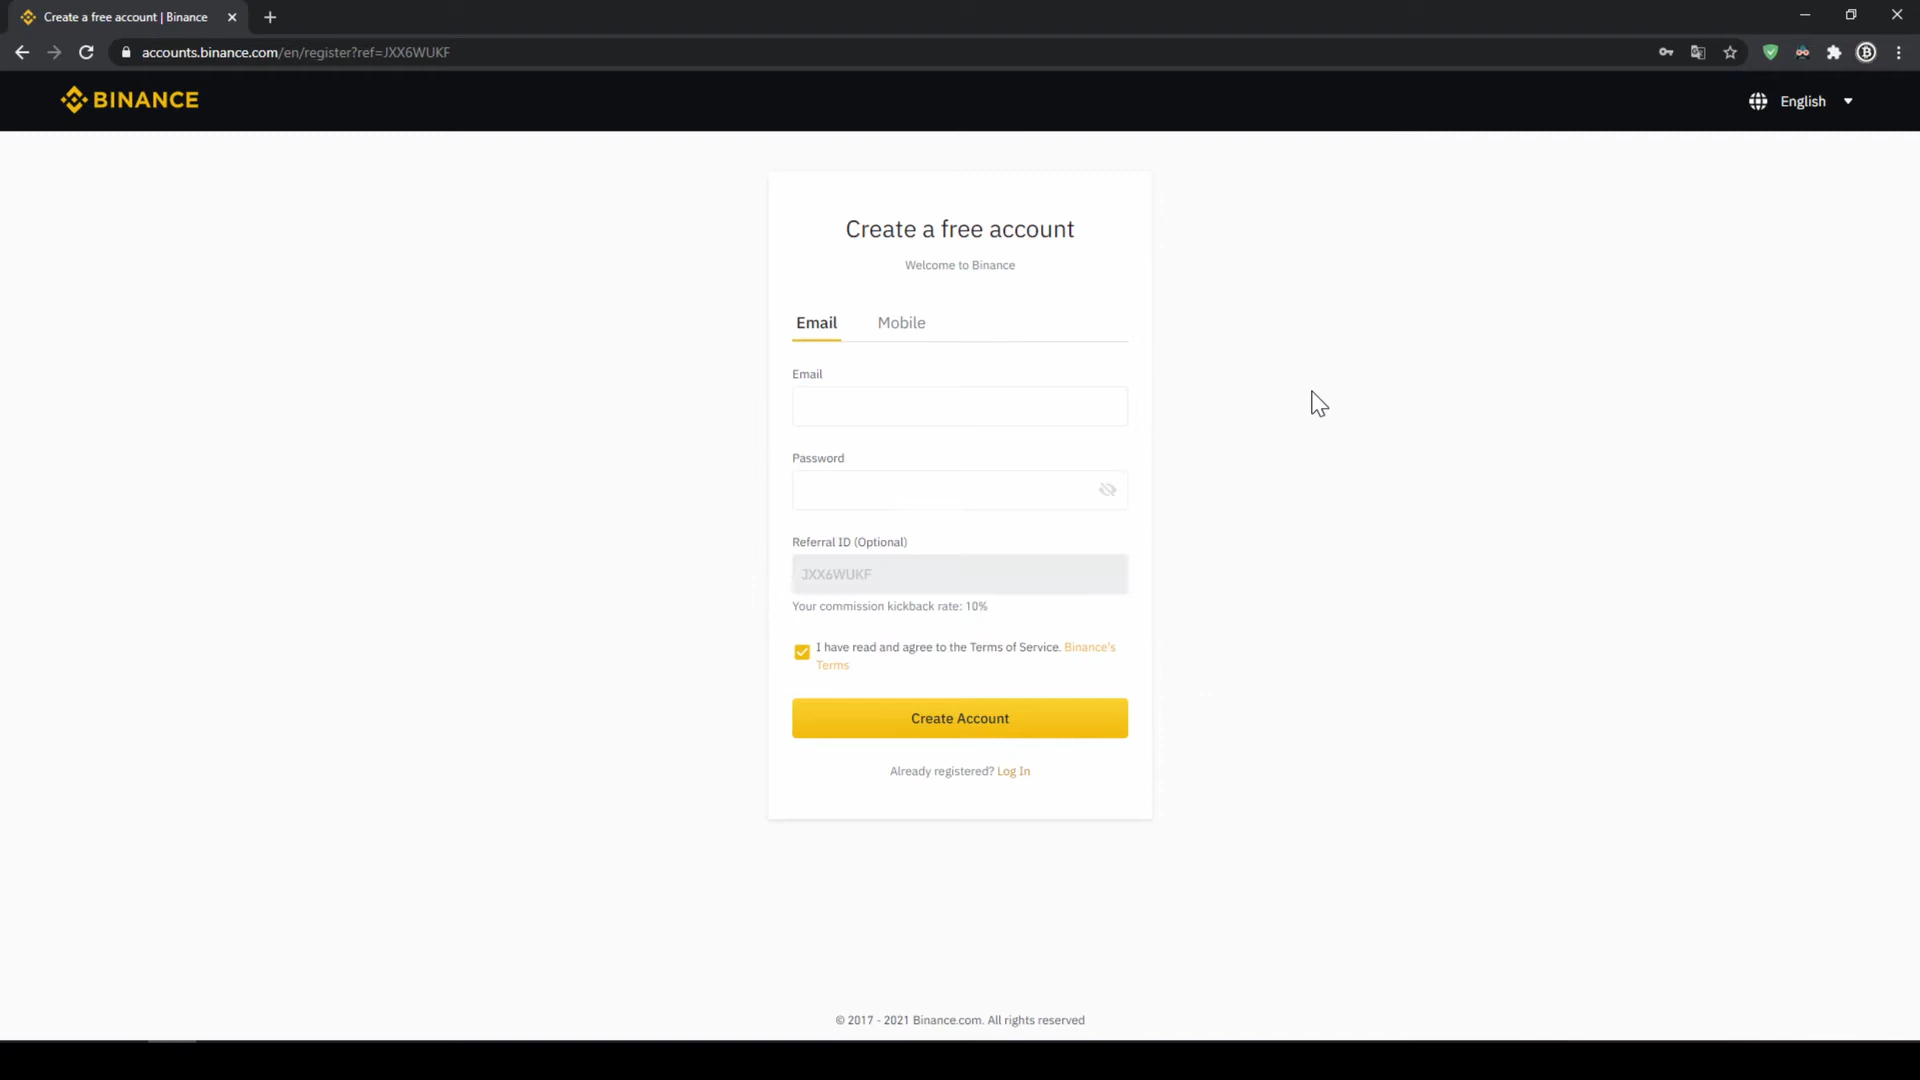 Create a free account | Binance
accounts.binance.com/en/register?ref=JXX6WUKF
BINANCE
English
Create a free account
Welcome to Binance
Email
Mobile
Email
Password
Referral ID (Optional)
JXX6WUKF
Your commission kickback rate: 10%
I have read and agree to the Terms of Service. Binance's
Terms
Create Account
Already registered? Log In
© 2017 - 2021 Binance.com. All rights reserved